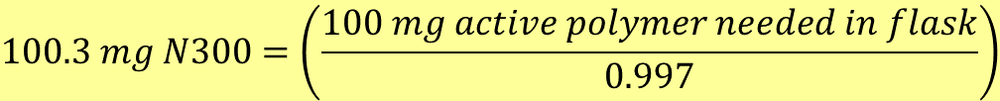 100.3 mg N300 = (100 mg active polymer needed in flask / 0.997)